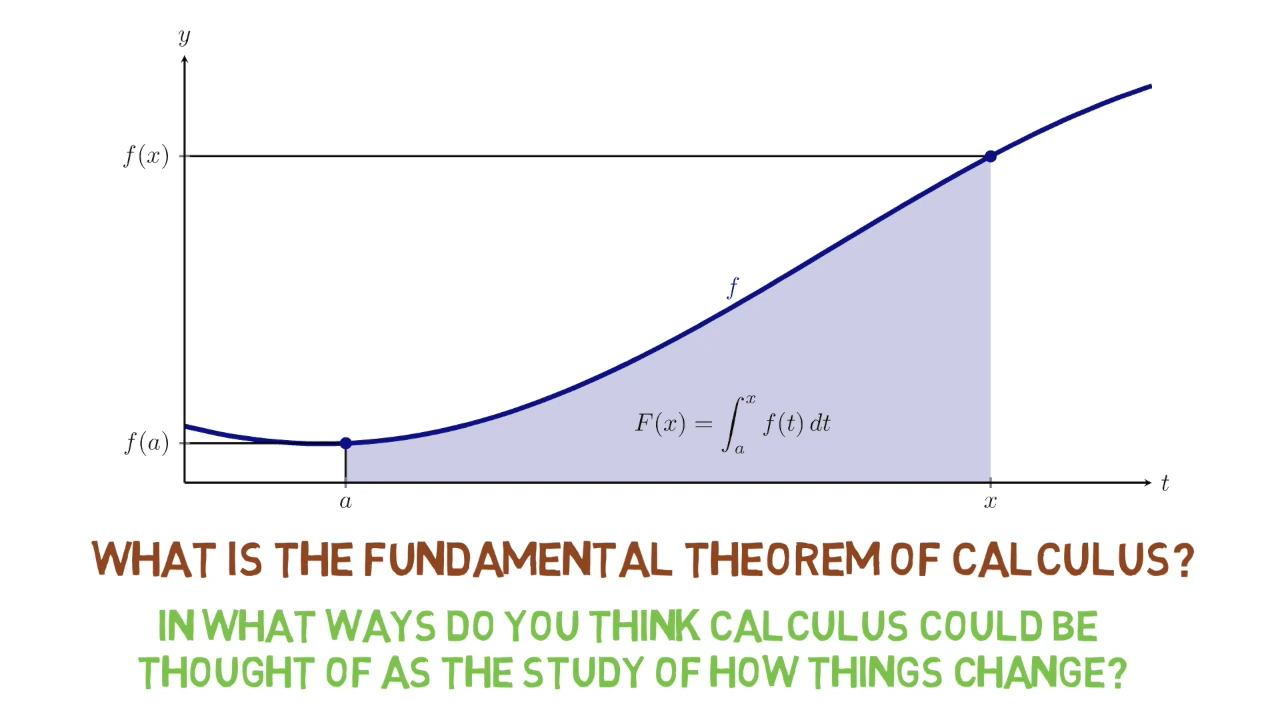 y
f(x)
f
F(x) = ∫_a^x f(t) dt
f(a)
t
a
x
WHAT IS THE FUNDAMENTAL THEOREM OF CALCULUS?
IN WHAT WAYS DO YOU THINK CALCULUS COULD BE
THOUGHT OF AS THE STUDY OF HOW THINGS CHANGE?